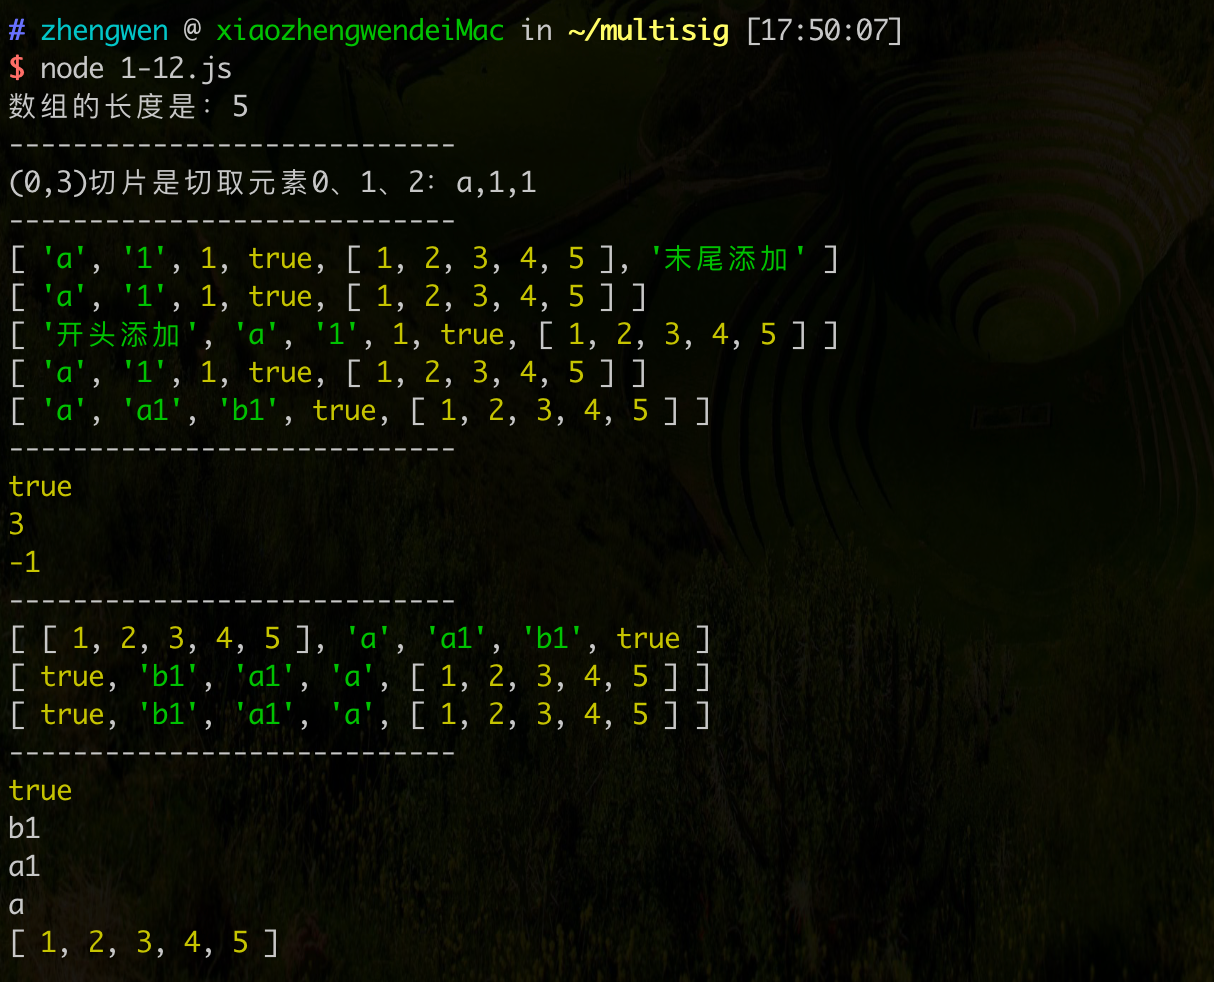 # zhengwen @ xiaozhengwendeiMac in ~/multisig [17:50:07]
$ node 1-12.js
数组的长度是：5
----------------------------
(0,3)切片是切取元素0、1、2：a,1,1
----------------------------
[ 'a', '1', 1, true, [ 1, 2, 3, 4, 5 ], '末尾添加' ]
[ 'a', '1', 1, true, [ 1, 2, 3, 4, 5 ] ]
[ '开头添加', 'a', '1', 1, true, [ 1, 2, 3, 4, 5 ] ]
[ 'a', '1', 1, true, [ 1, 2, 3, 4, 5 ] ]
[ 'a', 'a1', 'b1', true, [ 1, 2, 3, 4, 5 ] ]
----------------------------
true
3
-1
----------------------------
[ [ 1, 2, 3, 4, 5 ], 'a', 'a1', 'b1', true ]
[ true, 'b1', 'a1', 'a', [ 1, 2, 3, 4, 5 ] ]
[ true, 'b1', 'a1', 'a', [ 1, 2, 3, 4, 5 ] ]
----------------------------
true
b1
a1
a
[ 1, 2, 3, 4, 5 ]